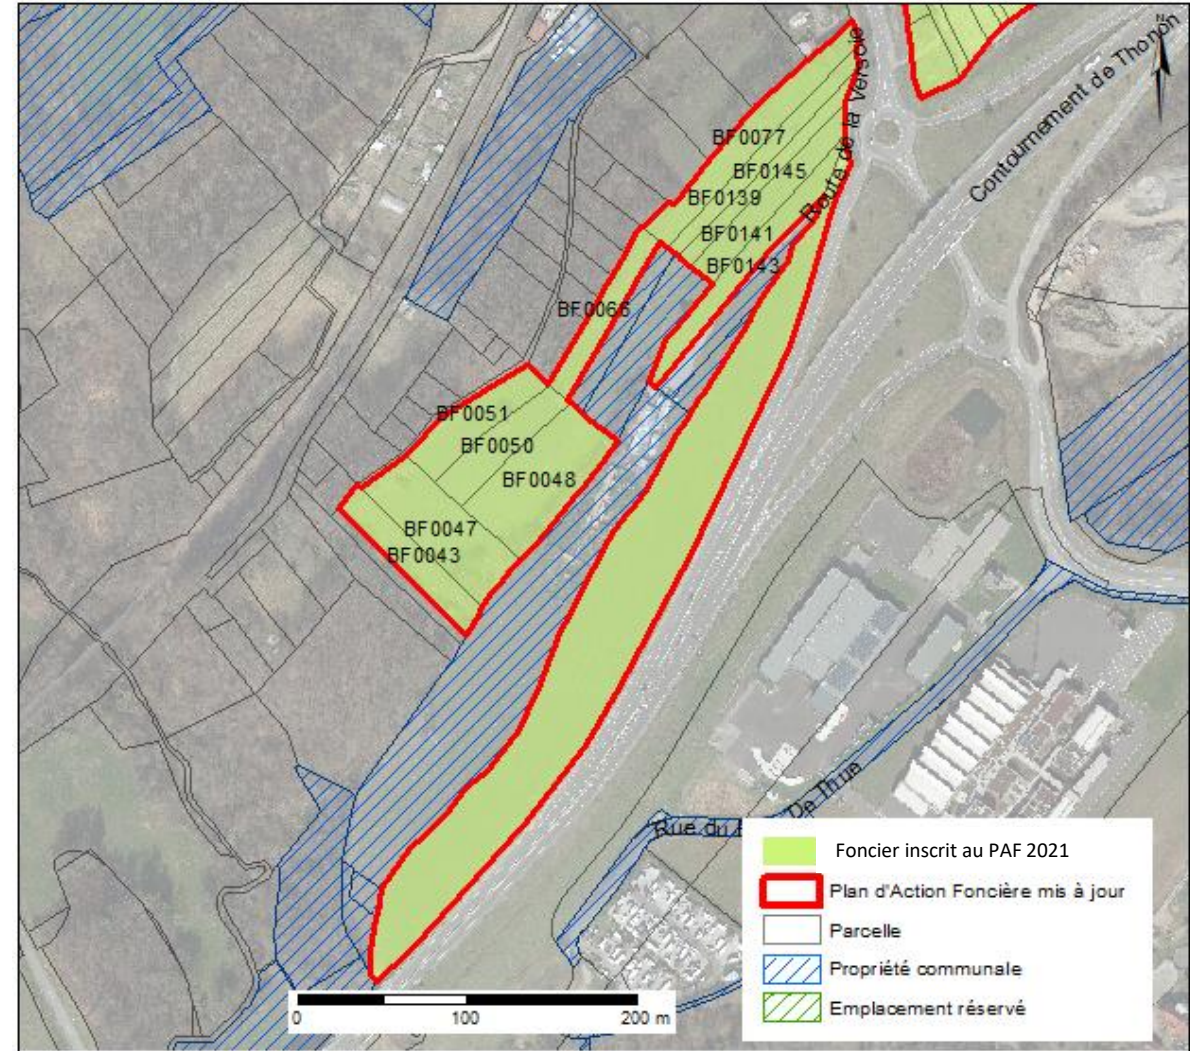 N
Contournement de Thonon
Route de la Versoie
BF0077
BF0145
BF0139
BF0141
BF0143
BF0066
BF0051
BF0050
BF0048
BF0047
BF0043
Rue du
De Thue
Foncier inscrit au PAF 2021
Plan d'Action Foncière mis à jour
Parcelle
Propriété communale
Emplacement réservé
0 100 200 m